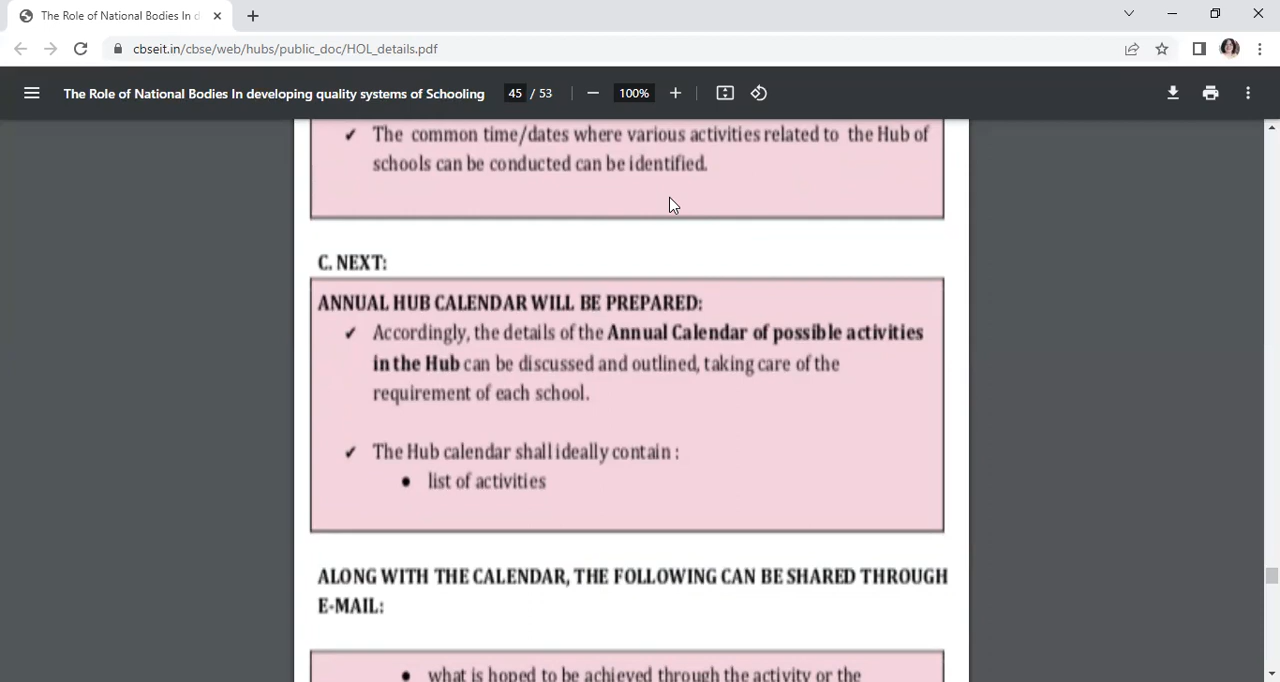 The Role of National Bodies In d
cbseit.in/cbse/web/hubs/public_doc/HOL_details.pdf
The Role of National Bodies In developing quality systems of Schooling 45 / 53 100%
✓ The common time/dates where various activities related to the Hub of
schools can be conducted can be identified.
C. NEXT:
ANNUAL HUB CALENDAR WILL BE PREPARED:
✓ Accordingly, the details of the Annual Calendar of possible activities
in the Hub can be discussed and outlined, taking care of the
requirement of each school.
✓ The Hub calendar shall ideally contain :
• list of activities
ALONG WITH THE CALENDAR, THE FOLLOWING CAN BE SHARED THROUGH
E-MAIL:
• what is hoped to be achieved through the activity or the